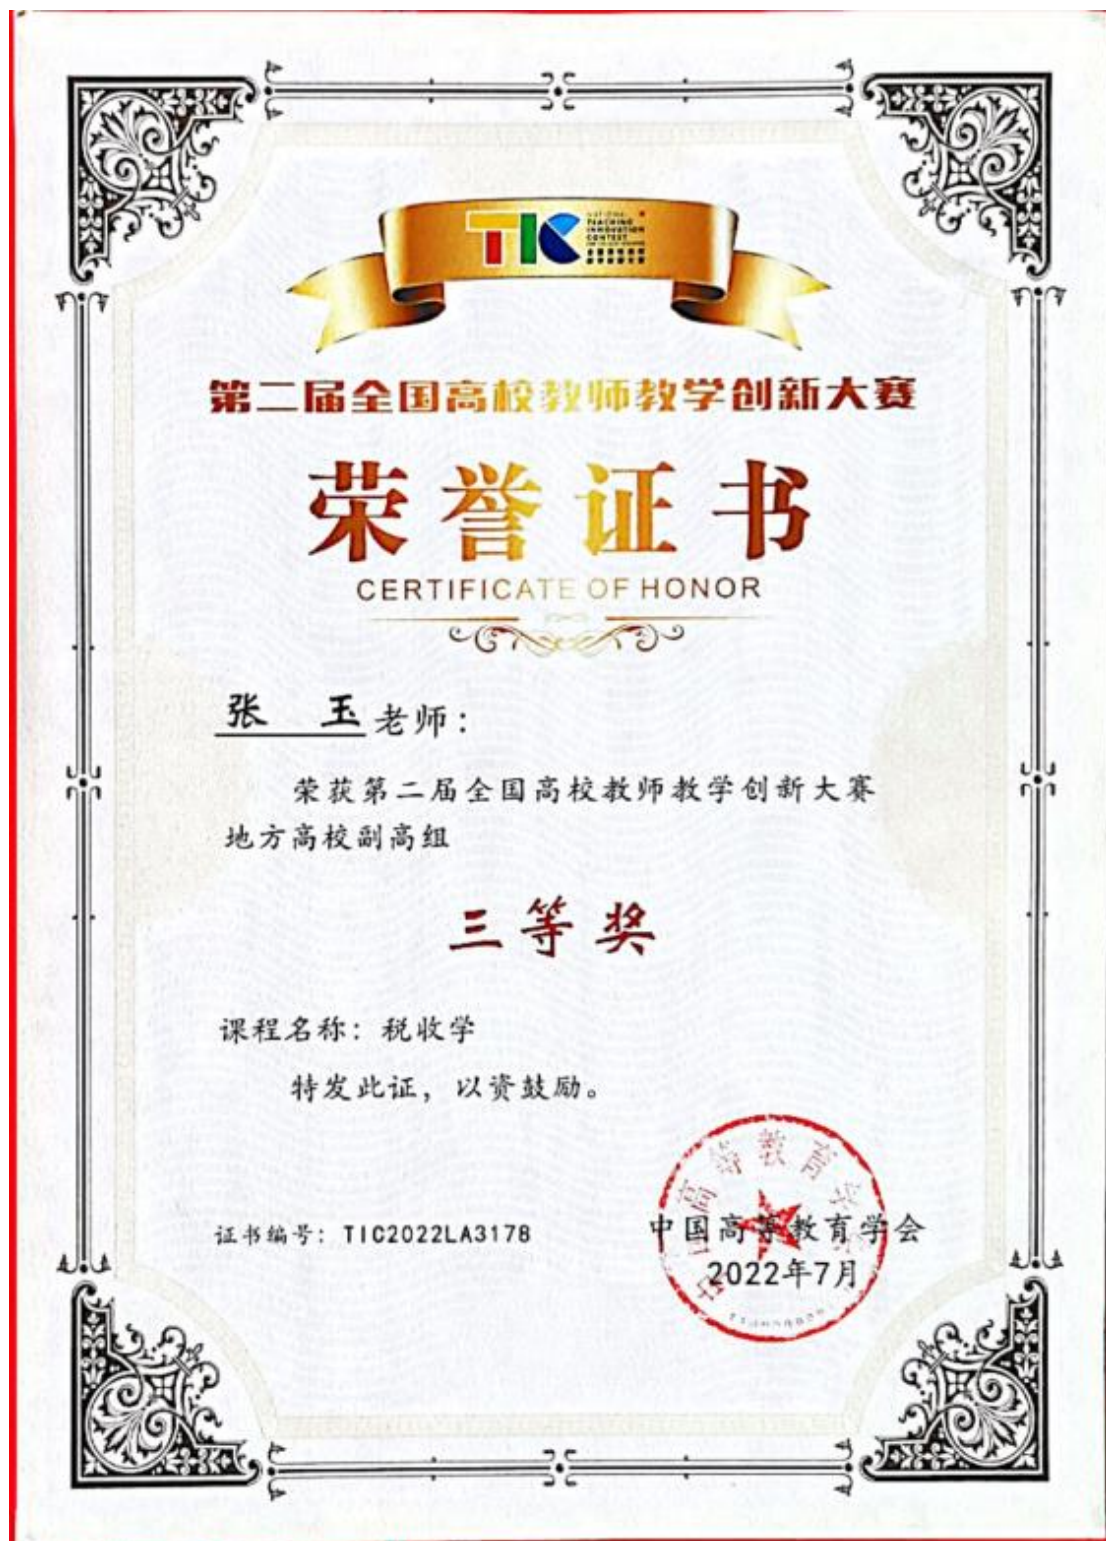 TIC
NATIONAL
TEACHING
INNOVATION
CONTEST
第二届全国高校教师教学创新大赛
荣誉证书
CERTIFICATE OF HONOR
张 玉 老师：
荣获第二届全国高校教师教学创新大赛
地方高校副高组
三等奖
课程名称：税收学
特发此证，以资鼓励。
证书编号：TIC2022LA3178
中国高等教育学会
2022年7月